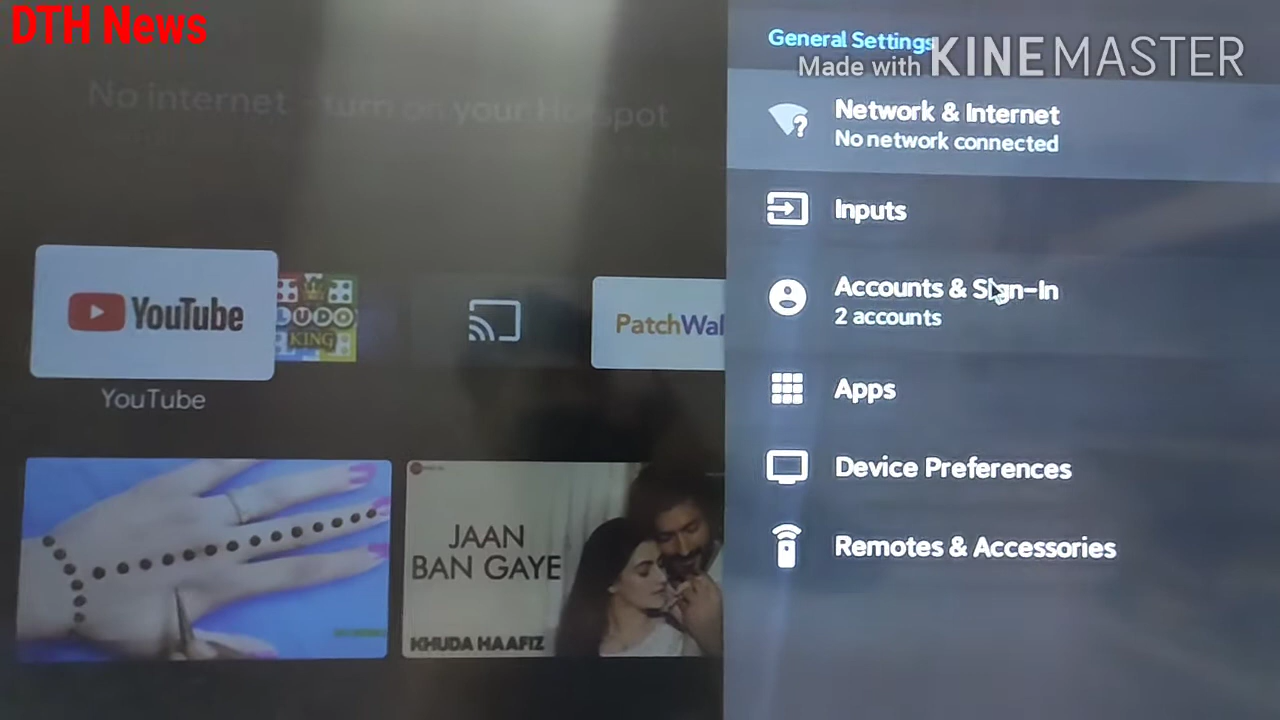 DTH News
General Settings
Made with KINEMASTER
No internet - turn on your Hotspot
Network & Internet
No network connected
Inputs
Accounts & Sign-In
2 accounts
YouTube
LUDO
KING
PatchWal
YouTube
Apps
Device Preferences
JAAN
BAN GAYE
Remotes & Accessories
KHUDA HAAFIZ